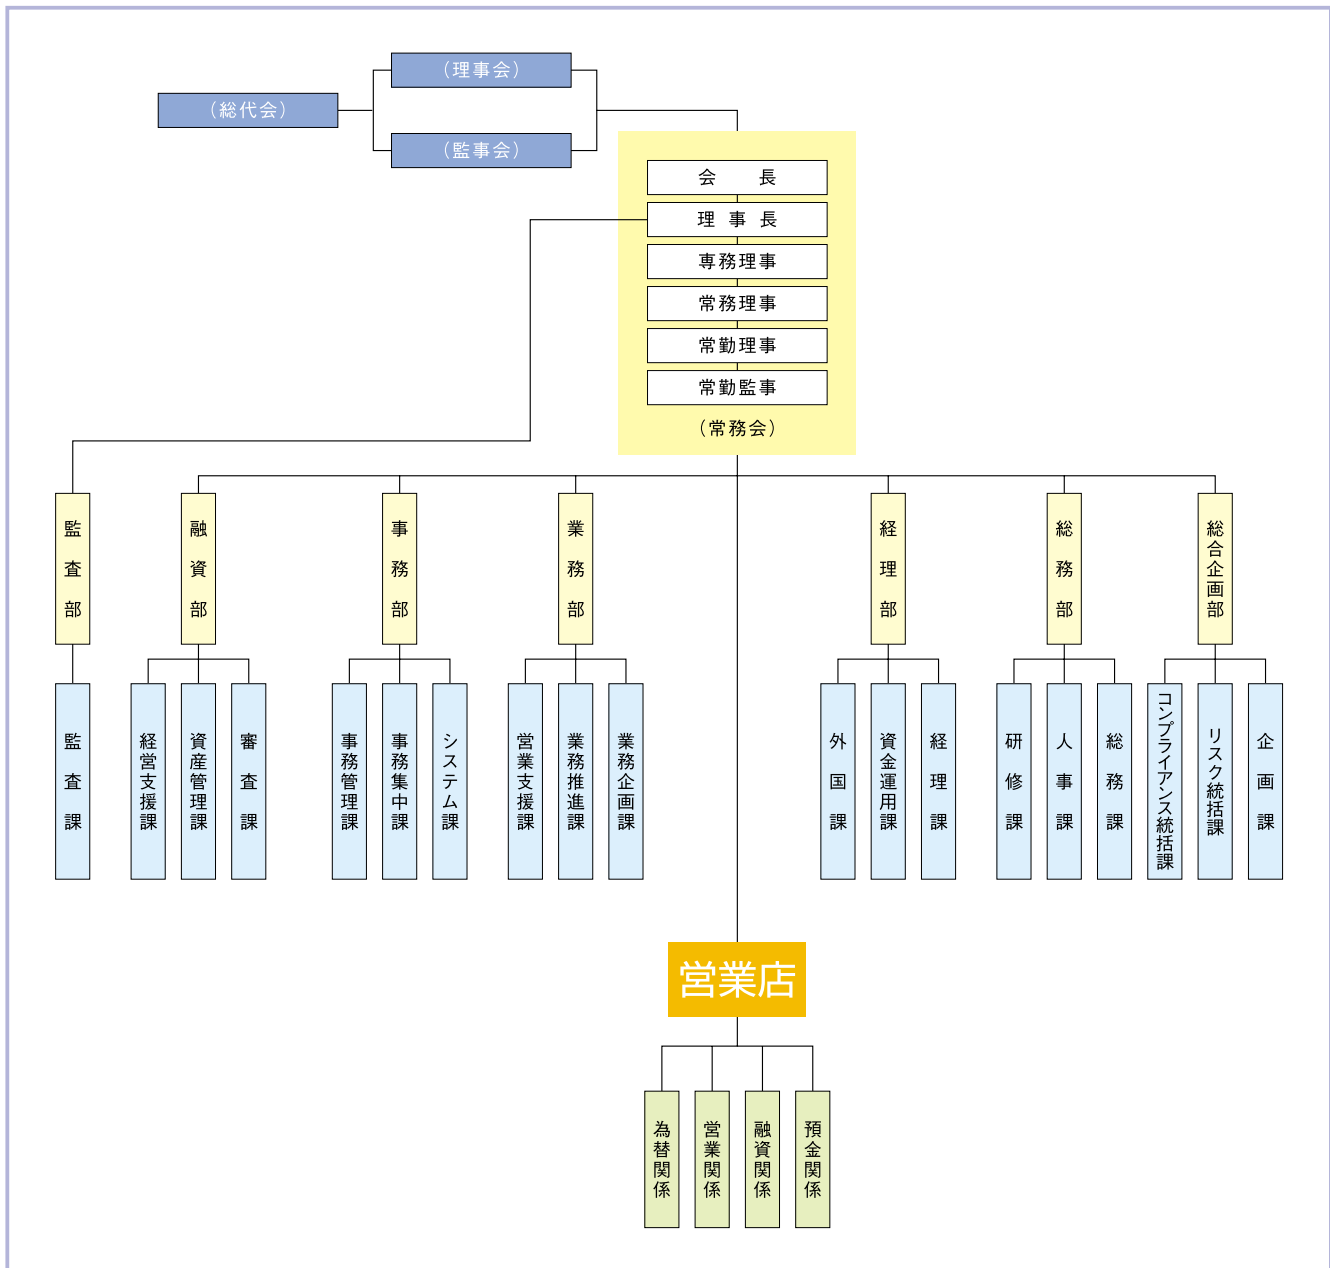 （理事会）
（総代会）
（監事会）
会　　長
理 事 長
専務理事
常務理事
常勤理事
常勤監事
（常務会）
監査部
融資部
事務部
業務部
経理部
総務部
総合企画部
監査課
経営支援課
資産管理課
審査課
事務管理課
事務集中課
システム課
営業支援課
業務推進課
業務企画課
外国課
資金運用課
経理課
研修課
人事課
総務課
コンプライアンス統括課
リスク統括課
企画課
営業店
為替関係
営業関係
融資関係
預金関係